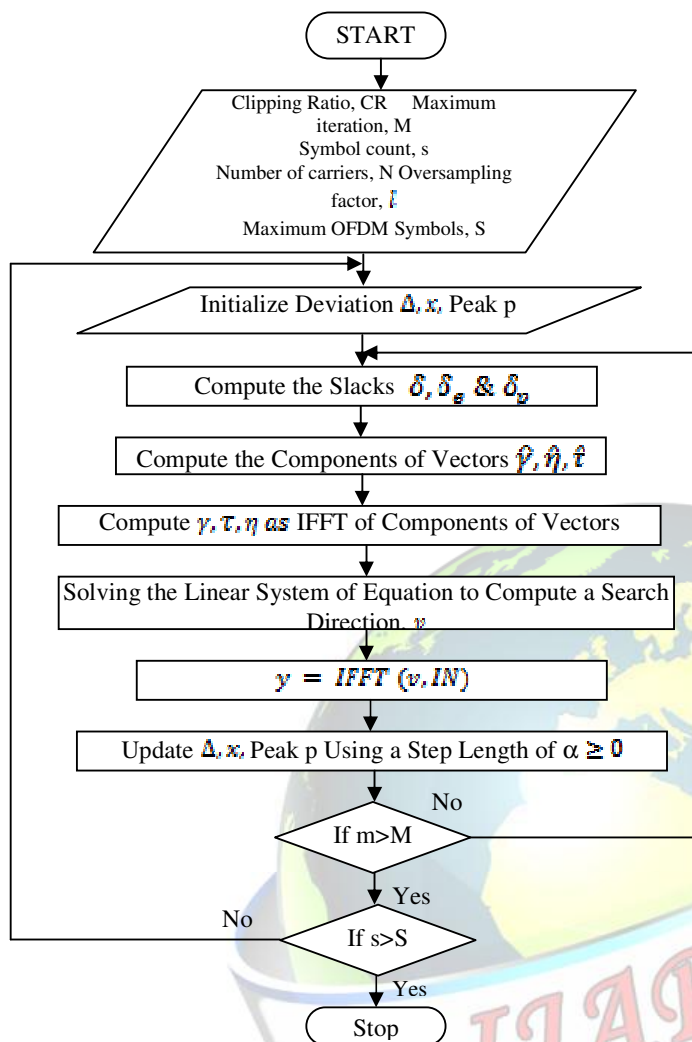 START
Clipping Ratio, CR Maximum
iteration, M
Symbol count, s
Number of carriers, N Oversampling
factor, l
Maximum OFDM Symbols, S
Initialize Deviation Δ, x, Peak p
Compute the Slacks δ, δₑ & δᵥ
Compute the Components of Vectors γ̂, η̂, τ̂
Compute γ, τ, η as IFFT of Components of Vectors
Solving the Linear System of Equation to Compute a Search
Direction, v
y = IFFT (v, IN)
Update Δ, x, Peak p Using a Step Length of α ≥ 0
No
If m>M
Yes
No
If s>S
Yes
Stop